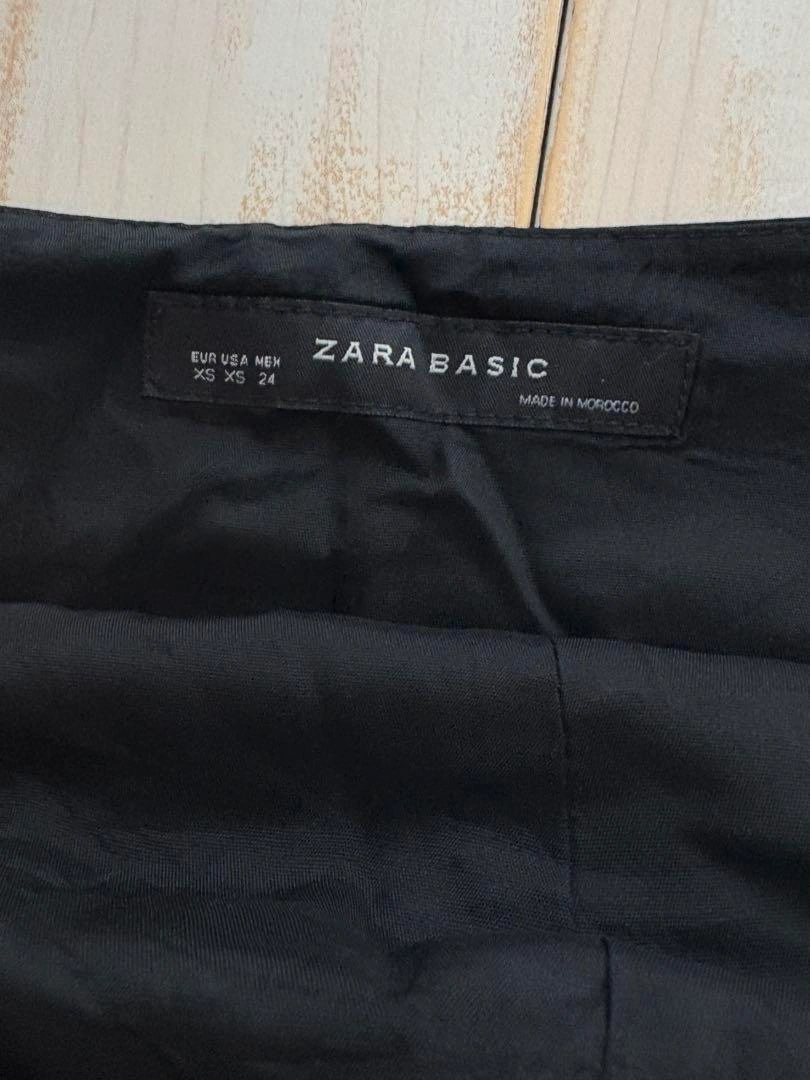 EUR USA MEX
XS XS 24
ZARA BASIC
MADE IN MOROCCO